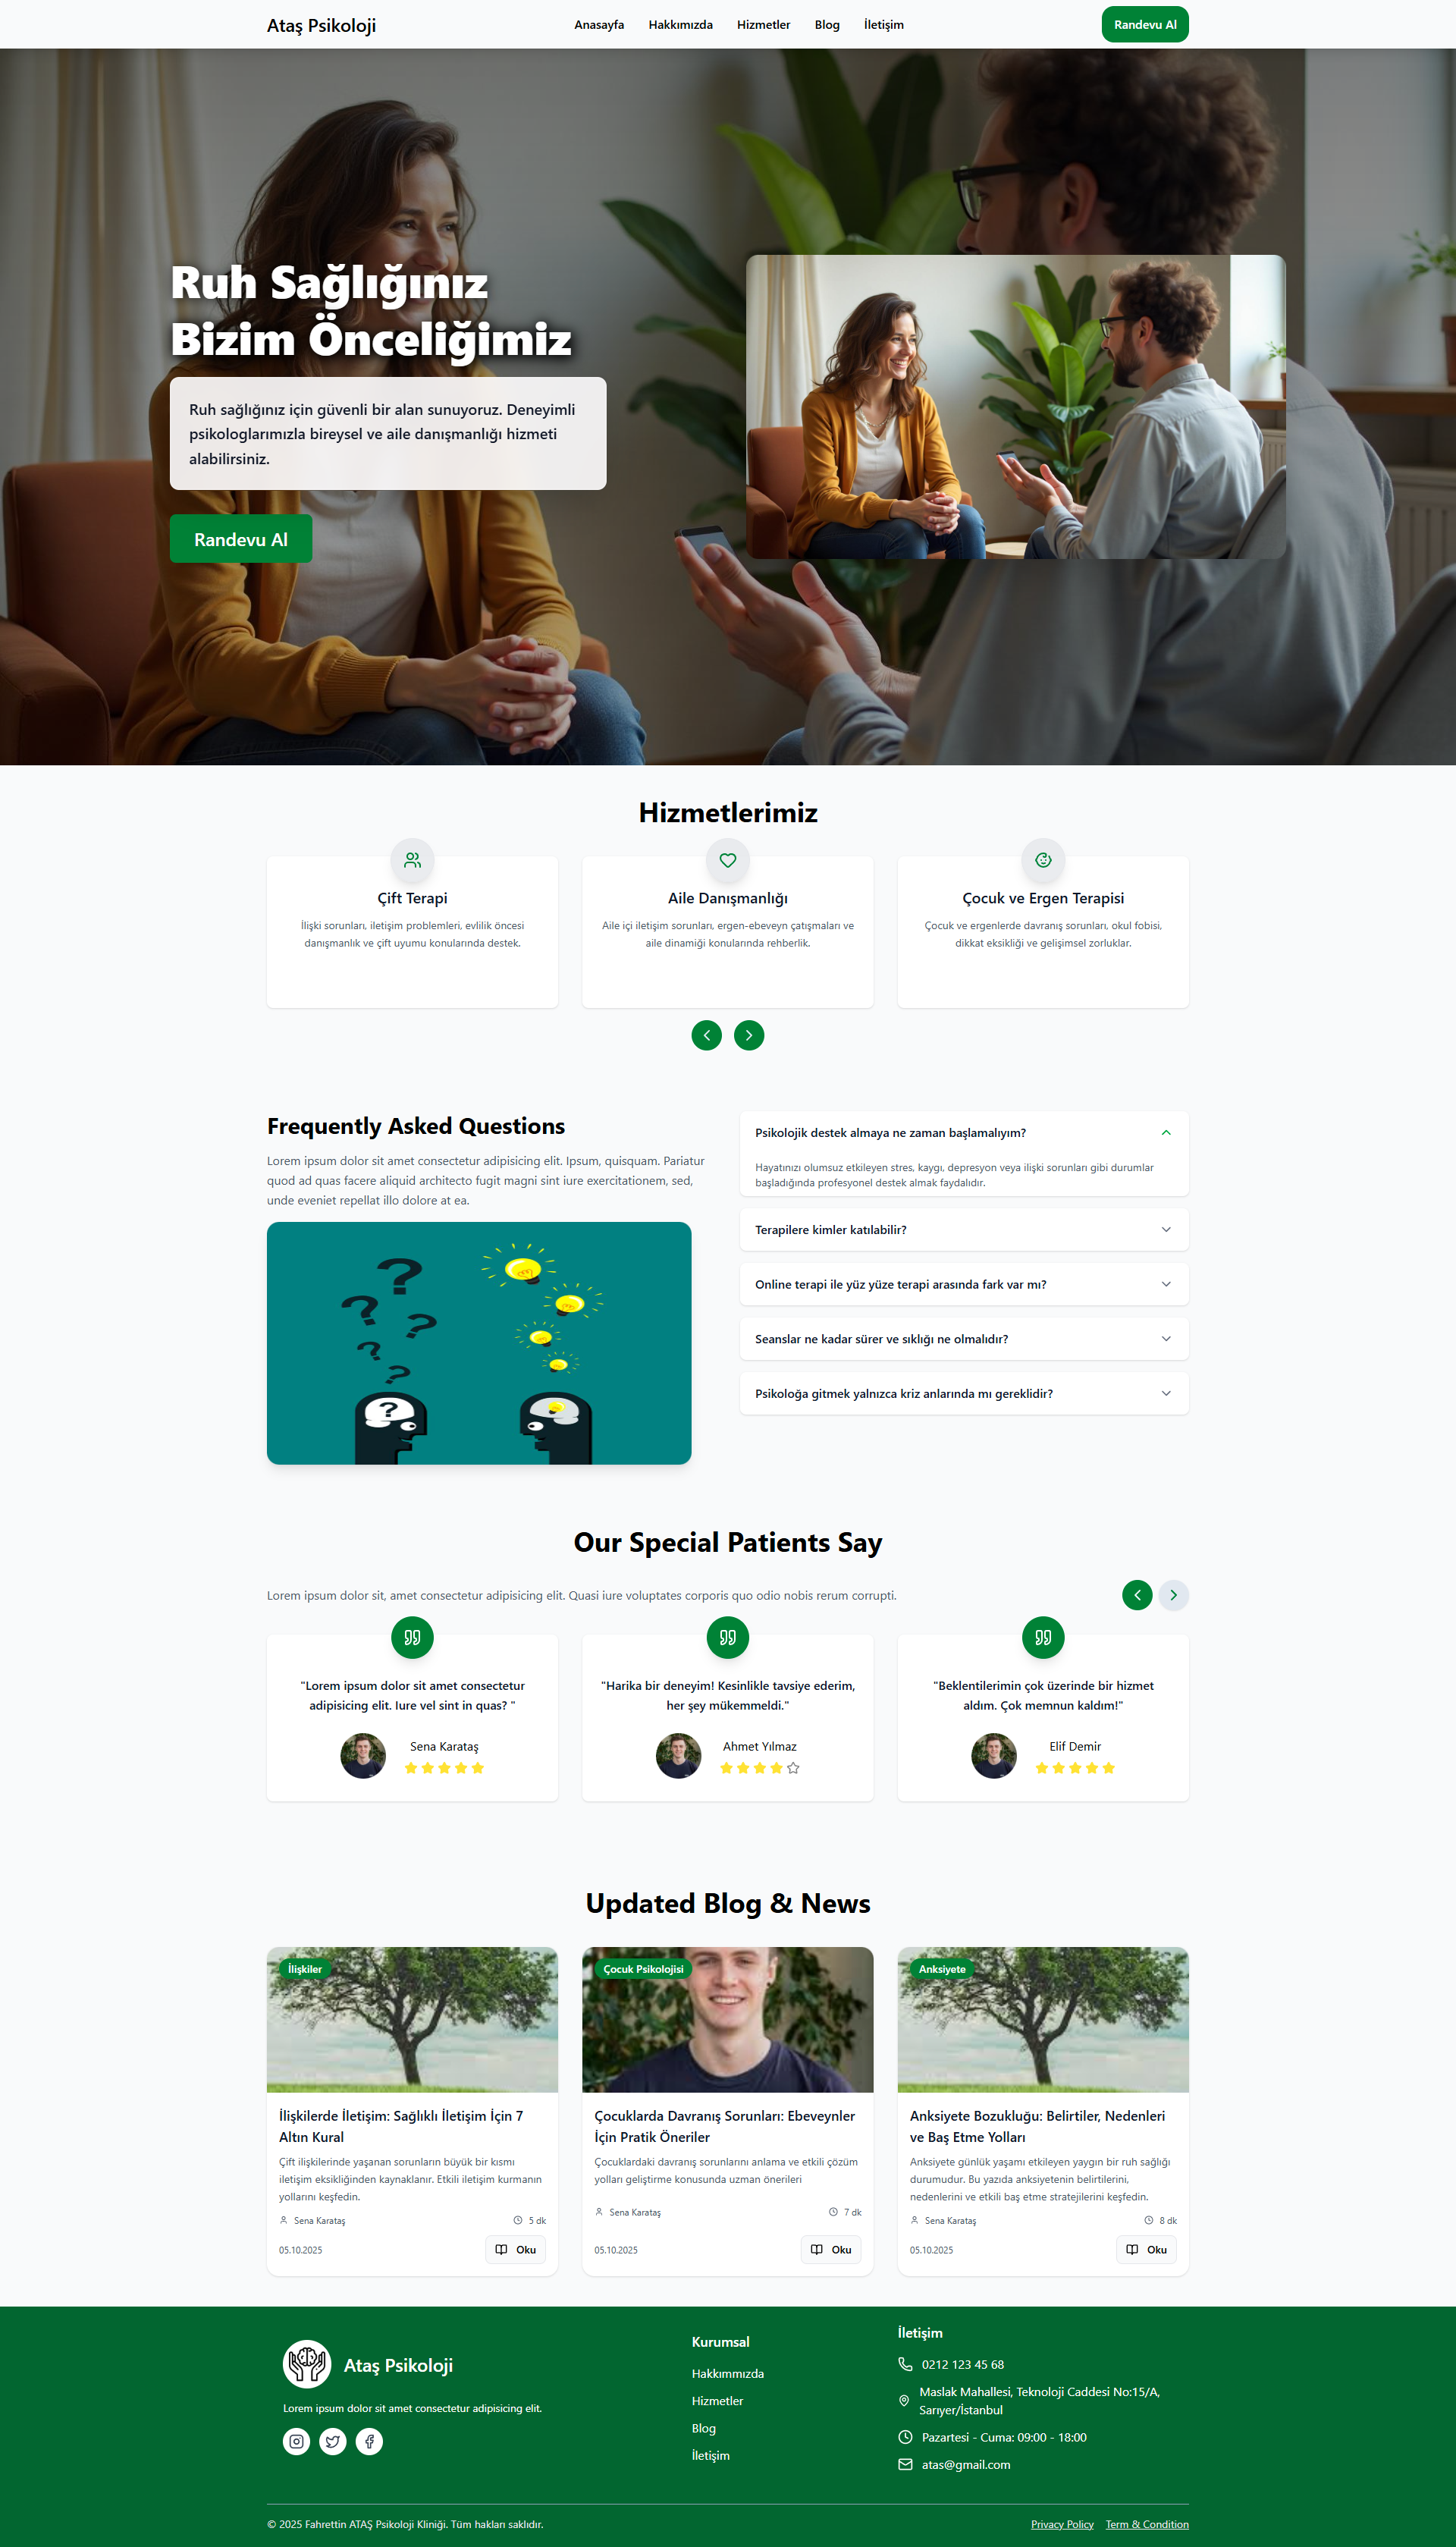 Ataş Psikoloji
Anasayfa
Hakkımızda
Hizmetler
Blog
İletişim
Randevu Al
Ruh Sağlığınız
Bizim Önceliğimiz
Ruh sağlığınız için güvenli bir alan sunuyoruz. Deneyimli
psikologlarımızla bireysel ve aile danışmanlığı hizmeti
alabilirsiniz.
Randevu Al
Hizmetlerimiz
Çift Terapi
İlişki sorunları, iletişim problemleri, evlilik öncesi
danışmanlık ve çift uyumu konularında destek.
Aile Danışmanlığı
Aile içi iletişim sorunları, ergen-ebeveyn çatışmaları ve
aile dinamiği konularında rehberlik.
Çocuk ve Ergen Terapisi
Çocuk ve ergenlerde davranış sorunları, okul fobisi,
dikkat eksikliği ve gelişimsel zorluklar.
Frequently Asked Questions
Lorem ipsum dolor sit amet consectetur adipisicing elit. Ipsum, quisquam. Pariatur
quod ad quas facere aliquid architecto fugit magni sint iure exercitationem, sed,
unde eveniet repellat illo dolore at ea.
? 
?
?
?
?
?
Psikolojik destek almaya ne zaman başlamalıyım?
Hayatınızı olumsuz etkileyen stres, kaygı, depresyon veya ilişki sorunları gibi durumlar
başladığında profesyonel destek almak faydalıdır.
Terapilere kimler katılabilir?
Online terapi ile yüz yüze terapi arasında fark var mı?
Seanslar ne kadar sürer ve sıklığı ne olmalıdır?
Psikoloğa gitmek yalnızca kriz anlarında mı gereklidir?
Our Special Patients Say
Lorem ipsum dolor sit, amet consectetur adipisicing elit. Quasi iure voluptates corporis quo odio nobis rerum corrupti.
"Lorem ipsum dolor sit amet consectetur
adipisicing elit. Iure vel sint in quas? "
Sena Karataş
"Harika bir deneyim! Kesinlikle tavsiye ederim,
her şey mükemmeldi."
Ahmet Yılmaz
"Beklentilerimin çok üzerinde bir hizmet
aldım. Çok memnun kaldım!"
Elif Demir
Updated Blog & News
İlişkiler
İlişkilerde İletişim: Sağlıklı İletişim İçin 7
Altın Kural
Çift ilişkilerinde yaşanan sorunların büyük bir kısmı
iletişim eksikliğinden kaynaklanır. Etkili iletişim kurmanın
yollarını keşfedin.
Sena Karataş
5 dk
05.10.2025
Oku
Çocuk Psikolojisi
Çocuklarda Davranış Sorunları: Ebeveynler
İçin Pratik Öneriler
Çocuklardaki davranış sorunlarını anlama ve etkili çözüm
yolları geliştirme konusunda uzman önerileri
Sena Karataş
7 dk
05.10.2025
Oku
Anksiyete
Anksiyete Bozukluğu: Belirtiler, Nedenleri
ve Baş Etme Yolları
Anksiyete günlük yaşamı etkileyen yaygın bir ruh sağlığı
durumudur. Bu yazıda anksiyetenin belirtilerini,
nedenlerini ve etkili baş etme stratejilerini keşfedin.
Sena Karataş
8 dk
05.10.2025
Oku
Ataş Psikoloji
Lorem ipsum dolor sit amet consectetur adipisicing elit.
Kurumsal
Hakkımmızda
Hizmetler
Blog
İletişim
İletişim
0212 123 45 68
Maslak Mahallesi, Teknoloji Caddesi No:15/A,
Sarıyer/İstanbul
Pazartesi - Cuma: 09:00 - 18:00
atas@gmail.com
© 2025 Fahrettin ATAŞ Psikoloji Kliniği. Tüm hakları saklıdır.
Privacy Policy
Term & Condition